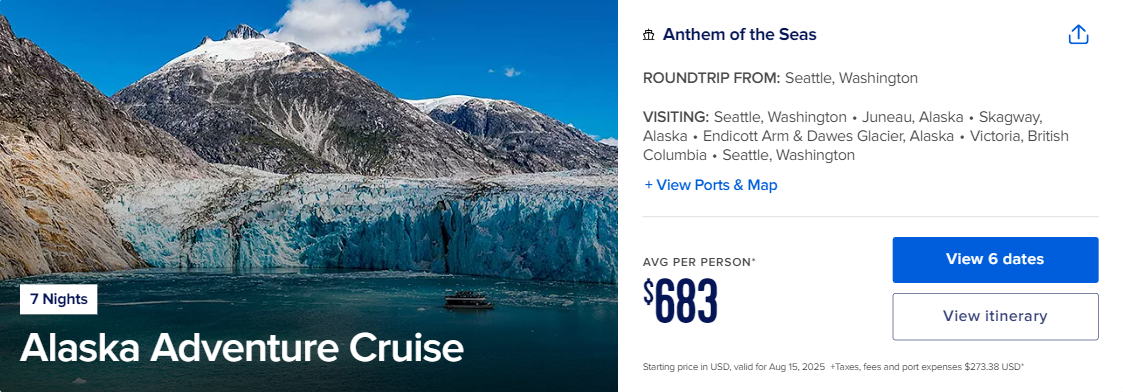 7 Nights
Alaska Adventure Cruise
Anthem of the Seas
ROUNDTRIP FROM: Seattle, Washington
VISITING: Seattle, Washington • Juneau, Alaska • Skagway,
Alaska • Endicott Arm & Dawes Glacier, Alaska • Victoria, British
Columbia • Seattle, Washington
+ View Ports & Map
AVG PER PERSON*
$683
View 6 dates
View itinerary
Starting price in USD, valid for Aug 15, 2025 +Taxes, fees and port expenses $273.38 USD*